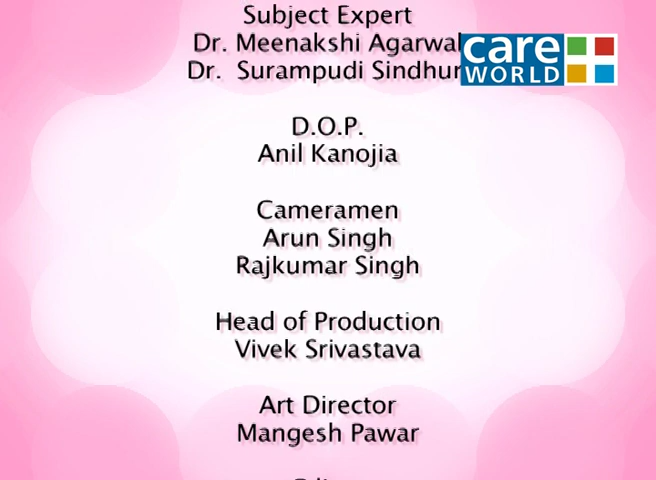 Subject Expert
Dr. Meenakshi Agarwal
Dr. Surampudi
care
WORLD
D.O.P.
Anil Kanojia
Cameramen
Arun Singh
Rajkumar Singh
Head of Production
Vivek Srivastava
Art Director
Mangesh Pawar